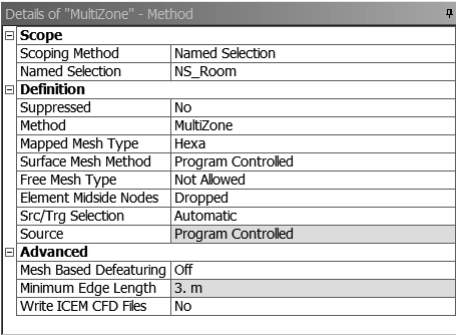 Details of "MultiZone" - Method
Scope
Scoping Method Named Selection
Named Selection NS_Room
Definition
Suppressed No
Method MultiZone
Mapped Mesh Type Hexa
Surface Mesh Method Program Controlled
Free Mesh Type Not Allowed
Element Midside Nodes Dropped
Src/Trg Selection Automatic
Source Program Controlled
Advanced
Mesh Based Defeaturing Off
Minimum Edge Length 3. m
Write ICEM CFD Files No